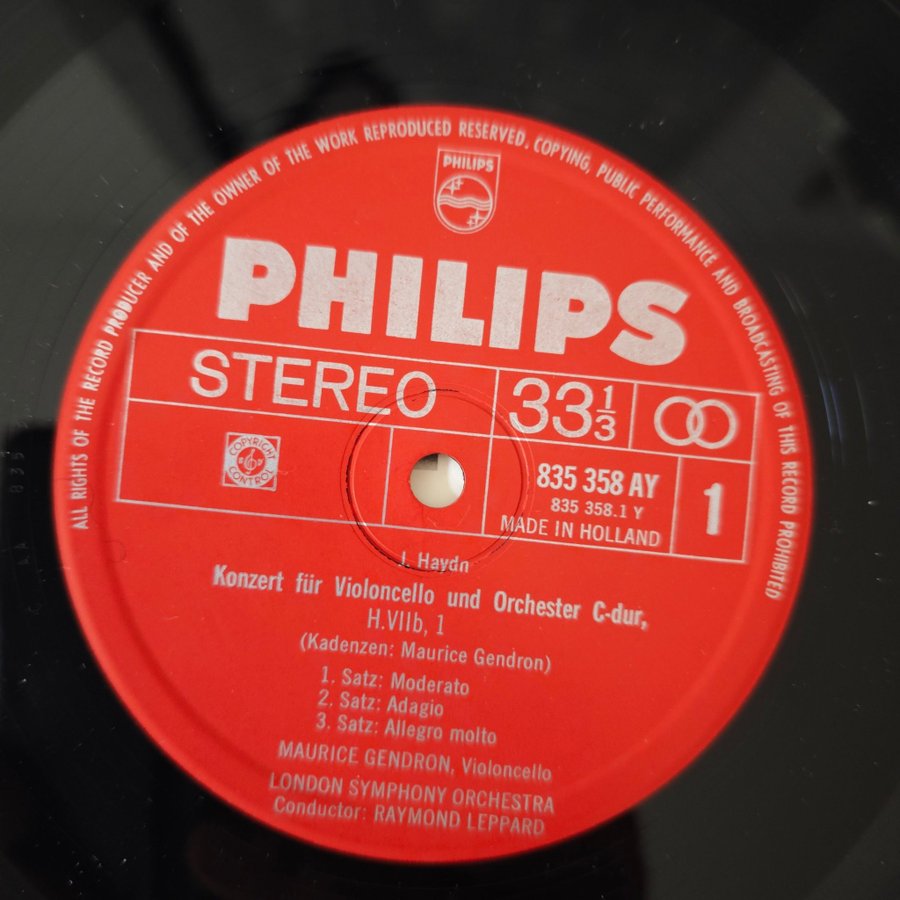 ALL RIGHTS OF THE RECORD PRODUCER AND OF THE OWNER OF THE WORK REPRODUCED RESERVED. COPYING, PUBLIC PERFORMANCE AND BROADCASTING OF THIS RECORD PROHIBITED
PHILIPS
PHILIPS
STEREO
33 1/3
COPYRIGHT
CONTROL
835 358 AY
835 358.1 Y
MADE IN HOLLAND
1
J. Haydn
Konzert für Violoncello und Orchester C-dur,
H.VIIb, 1
(Kadenzen: Maurice Gendron)
1. Satz: Moderato
2. Satz: Adagio
3. Satz: Allegro molto
MAURICE GENDRON, Violoncello
LONDON SYMPHONY ORCHESTRA
Conductor: RAYMOND LEPPARD